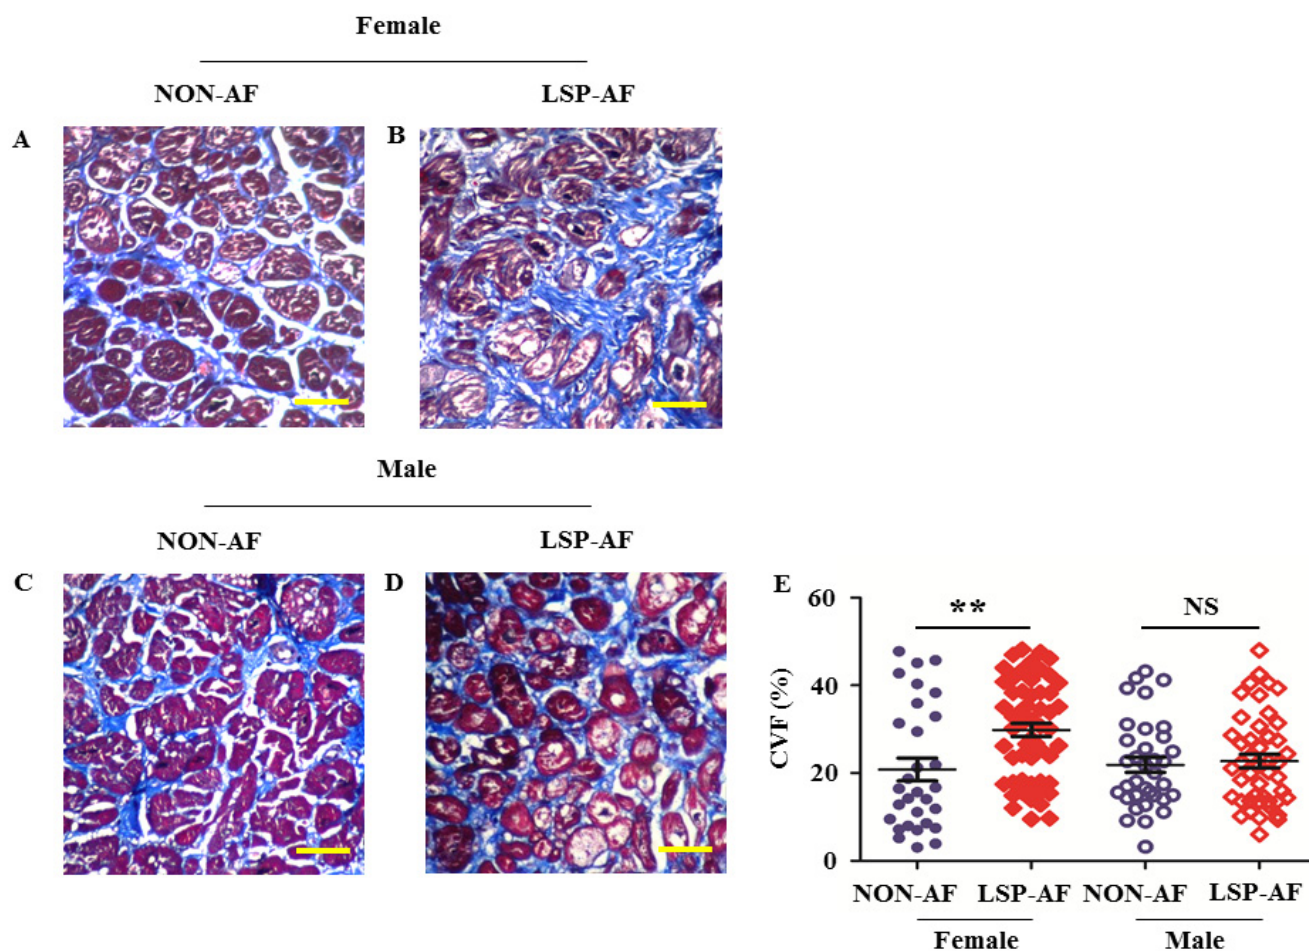 Female
NON-AF LSP-AF
A B
Male
NON-AF LSP-AF
C D E
60
** NS
40
CVF (%)
20
0
NON-AF LSP-AF NON-AF LSP-AF
Female Male